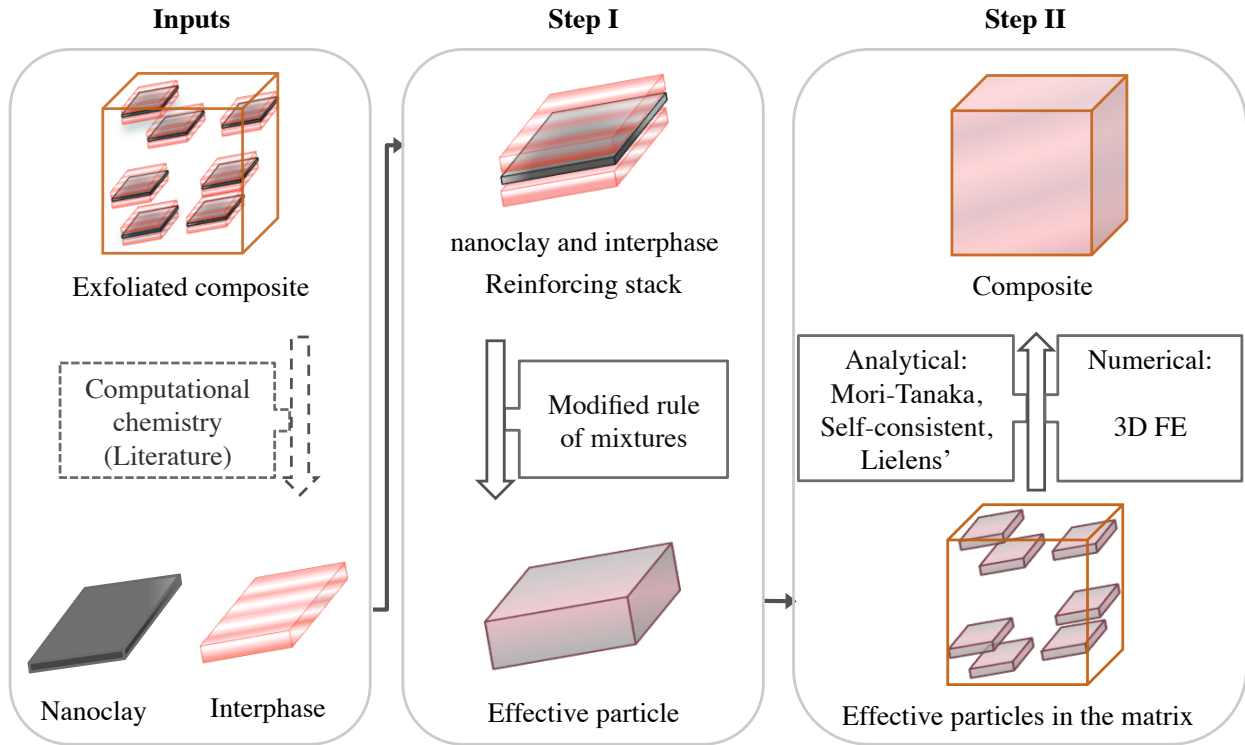 Inputs
Step I
Step II
Exfoliated composite
Computational
chemistry
(Literature)
Nanoclay
Interphase
nanoclay and interphase
Reinforcing stack
Modified rule
of mixtures
Effective particle
Composite
Analytical:
Mori-Tanaka,
Self-consistent,
Lielens’
Numerical:
3D FE
Effective particles in the matrix